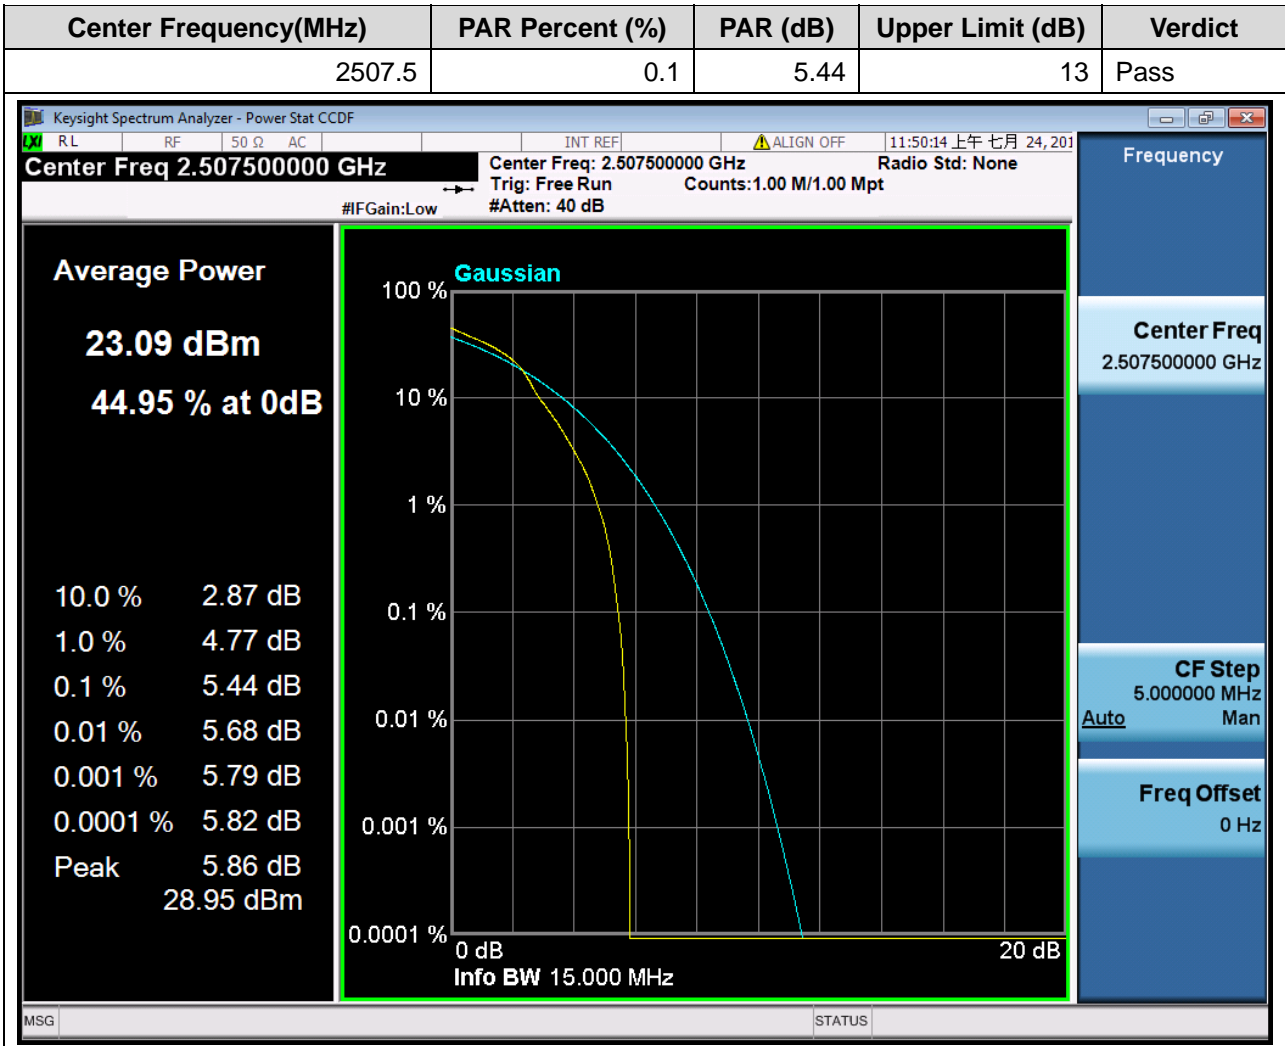 Center Frequency(MHz) PAR Percent (%) PAR (dB) Upper Limit (dB) Verdict
2507.5 0.1 5.44 13 Pass
Keysight Spectrum Analyzer - Power Stat CCDF
LXI RL RF 50 Ω AC INT REF ALIGN OFF 11:50:14 上午 七月 24, 201
Center Freq 2.507500000 GHz
Center Freq: 2.507500000 GHz Radio Std: None
Trig: Free Run Counts:1.00 M/1.00 Mpt
#IFGain:Low #Atten: 40 dB
Average Power
23.09 dBm
44.95 % at 0dB
10.0 % 2.87 dB
1.0 % 4.77 dB
0.1 % 5.44 dB
0.01 % 5.68 dB
0.001 % 5.79 dB
0.0001 % 5.82 dB
Peak 5.86 dB
28.95 dBm
Gaussian
100 %
10 %
1 %
0.1 %
0.01 %
0.001 %
0.0001 %
0 dB 20 dB
Info BW 15.000 MHz
Frequency
Center Freq
2.507500000 GHz
CF Step
5.000000 MHz
Auto Man
Freq Offset
0 Hz
MSG STATUS